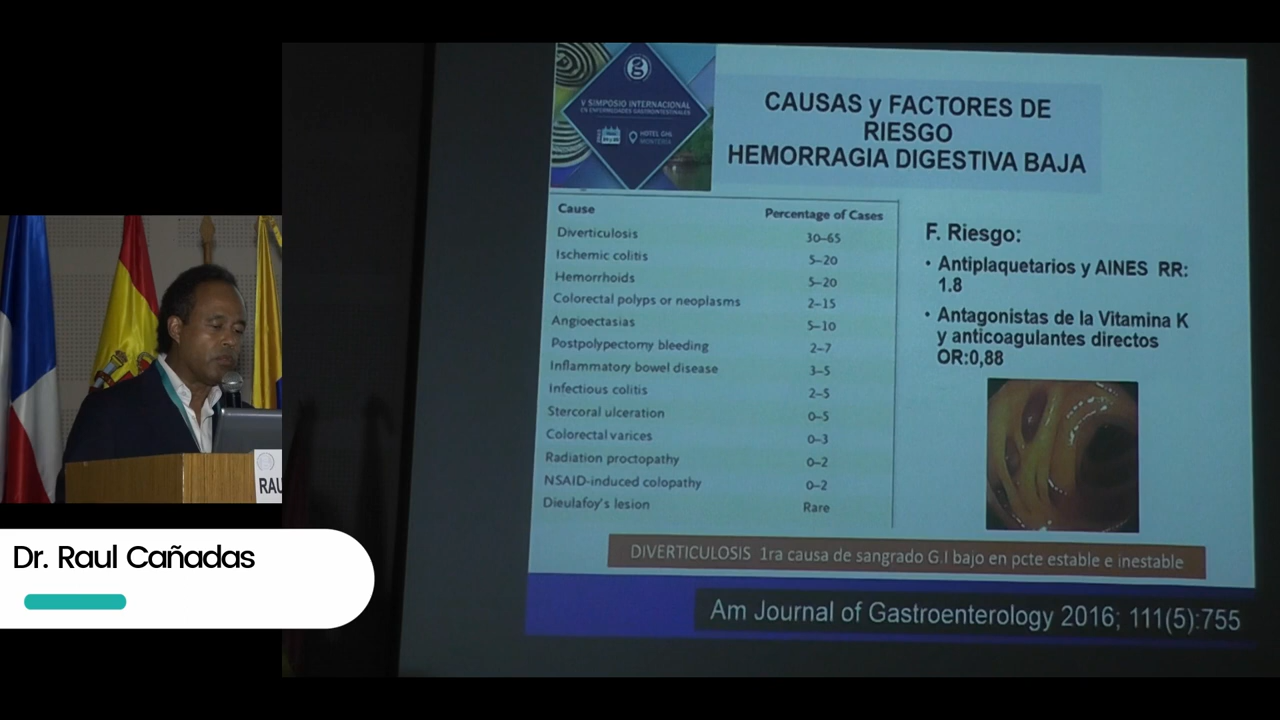 V SIMPOSIO INTERNACIONAL
EN ENFERMEDADES GASTROINTESTINALES
HOTEL GHL
MONTERÍA
CAUSAS y FACTORES DE
RIESGO
HEMORRAGIA DIGESTIVA BAJA
Cause Percentage of Cases
Diverticulosis 30–65
Ischemic colitis 5–20
Hemorrhoids 5–20
Colorectal polyps or neoplasms 2–15
Angioectasias 5–10
Postpolypectomy bleeding 2–7
Inflammatory bowel disease 3–5
Infectious colitis 2–5
Stercoral ulceration 0–5
Colorectal varices 0–3
Radiation proctopathy 0–2
NSAID-induced colopathy 0–2
Dieulafoy's lesion Rare
F. Riesgo:
• Antiplaquetarios y AINES RR:
1.8
• Antagonistas de la Vitamina K
y anticoagulantes directos
OR:0,88
DIVERTICULOSIS 1ra causa de sangrado G.I bajo en pcte estable e inestable
Am Journal of Gastroenterology 2016; 111(5):755
RAU
Dr. Raul Cañadas